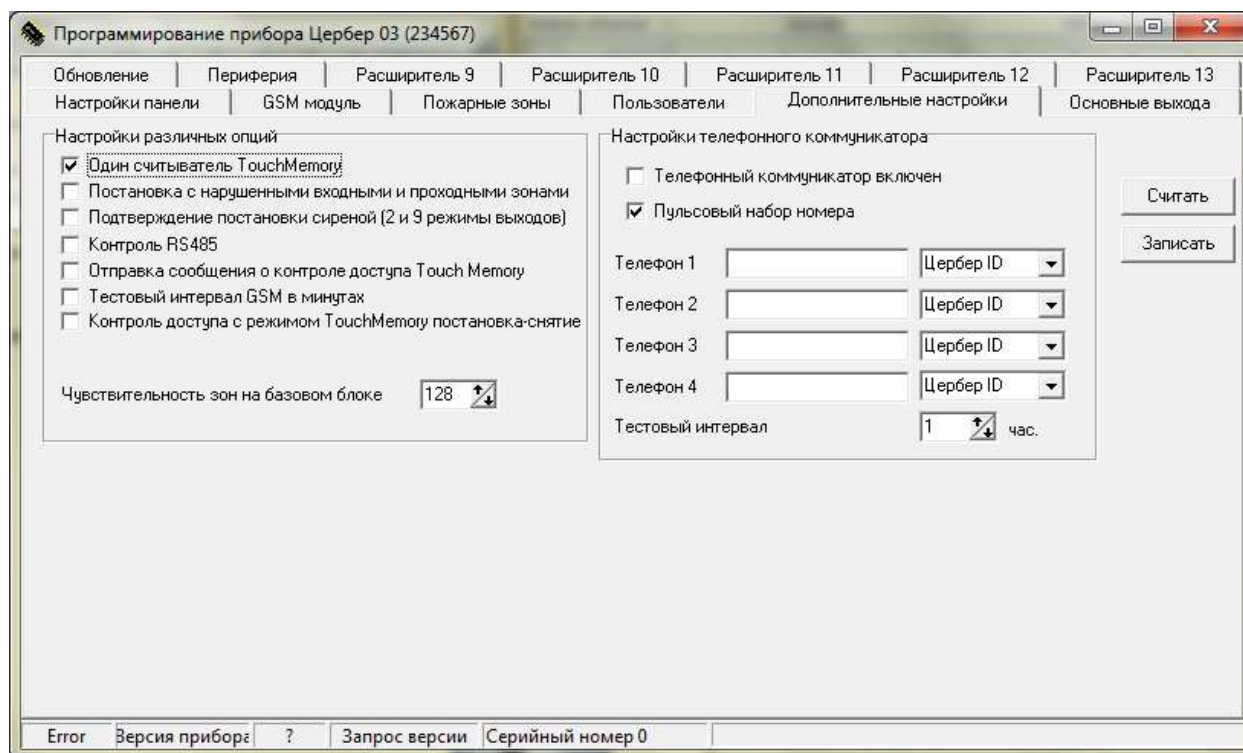 Программирование прибора Цербер 03 (234567)
Обновление Периферия Расширитель 9 Расширитель 10 Расширитель 11 Расширитель 12 Расширитель 13
Настройки панели GSM модуль Пожарные зоны Пользователи Дополнительные настройки Основные выхода
Настройки различных опций
Один считыватель TouchMemory
Постановка с нарушенными входными и проходными зонами
Подтверждение постановки сиреной (2 и 9 режимы выходов)
Контроль RS485
Отправка сообщения о контроле доступа Touch Memory
Тестовый интервал GSM в минутах
Контроль доступа с режимом TouchMemory постановка-снятие
Чувствительность зон на базовом блоке 128
Настройки телефонного коммуникатора
Телефонный коммуникатор включен
Пульсовый набор номера
Телефон 1 Цербер ID
Телефон 2 Цербер ID
Телефон 3 Цербер ID
Телефон 4 Цербер ID
Тестовый интервал 1 час.
Считать
Записать
Error Версия прибора ? Запрос версии Серийный номер 0